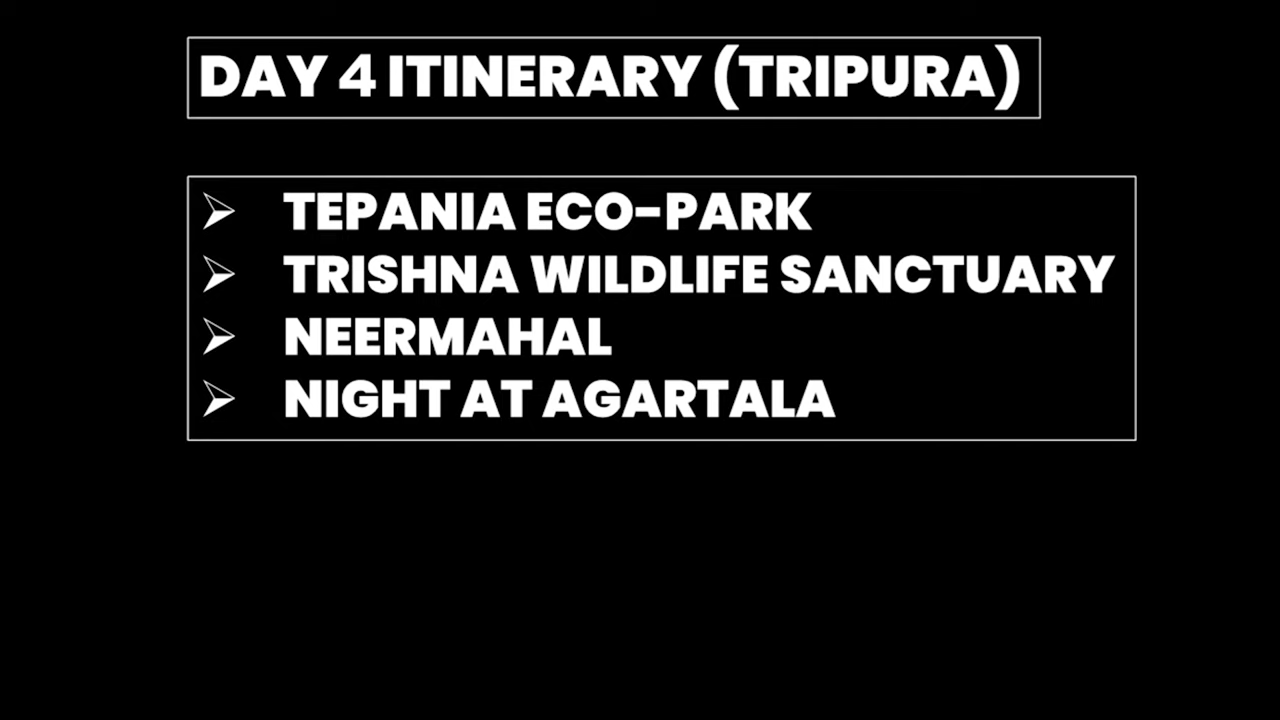 DAY 4 ITINERARY (TRIPURA)
➢ TEPANIA ECO-PARK
➢ TRISHNA WILDLIFE SANCTUARY
➢ NEERMAHAL
➢ NIGHT AT AGARTALA